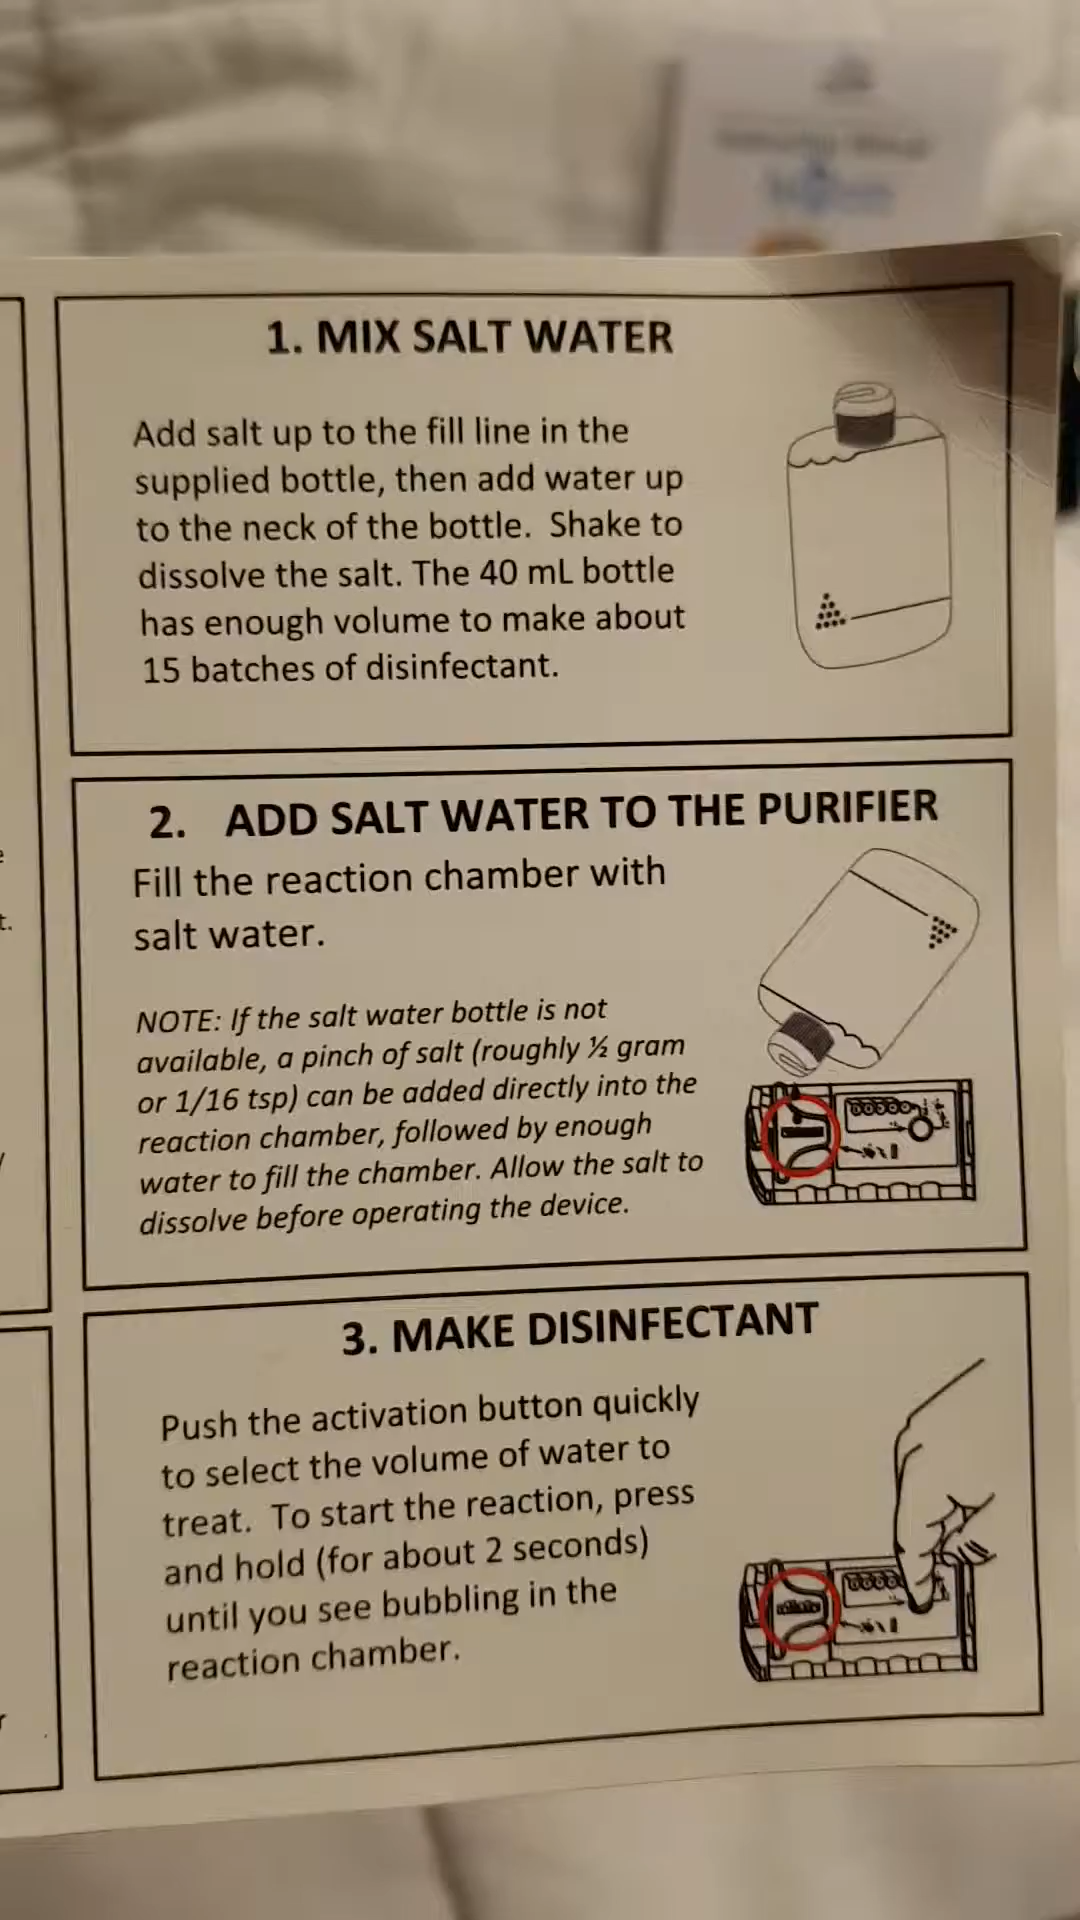 1. MIX SALT WATER
Add salt up to the fill line in the
supplied bottle, then add water up
to the neck of the bottle.  Shake to
dissolve the salt. The 40 mL bottle
has enough volume to make about
15 batches of disinfectant.
2. ADD SALT WATER TO THE PURIFIER
Fill the reaction chamber with
salt water.
NOTE: If the salt water bottle is not
available, a pinch of salt (roughly ½ gram
or 1/16 tsp) can be added directly into the
reaction chamber, followed by enough
water to fill the chamber. Allow the salt to
dissolve before operating the device.
3. MAKE DISINFECTANT
Push the activation button quickly
to select the volume of water to
treat.  To start the reaction, press
and hold (for about 2 seconds)
until you see bubbling in the
reaction chamber.